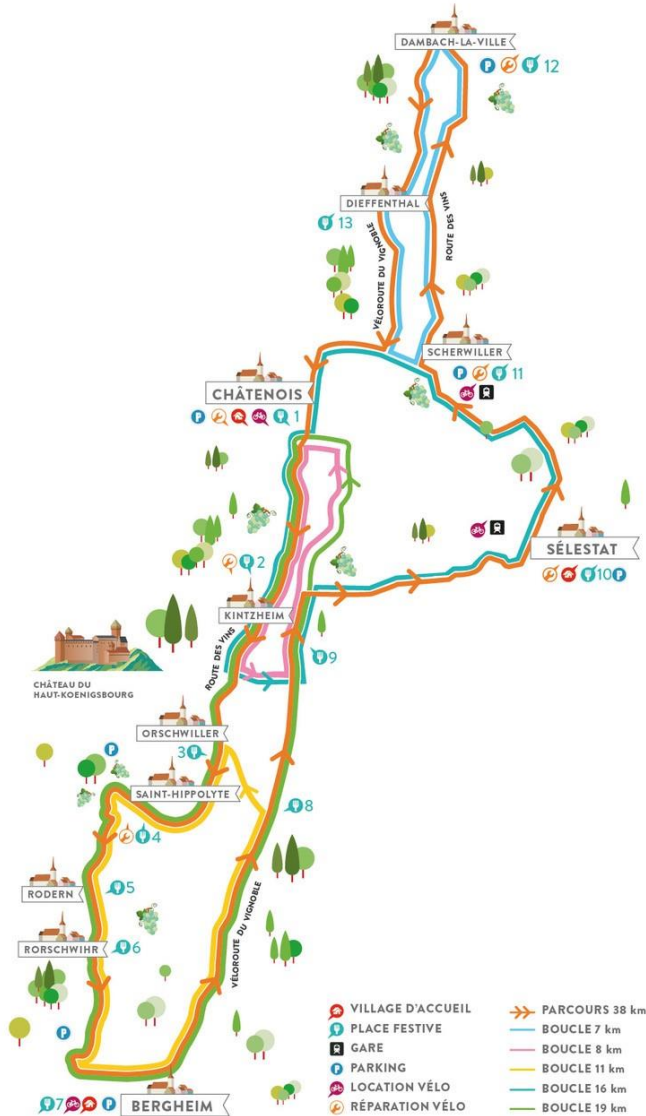 DAMBACH-LA-VILLE
P 12
DIEFFENTHAL
13
VÉLOROUTE DU VIGNOBLE
ROUTE DES VINS
SCHERWILLER
P 11
CHÂTENOIS
P 1
SÉLESTAT
10 P
2
KINTZHEIM
ROUTE DES VINS
9
CHÂTEAU DU
HAUT-KOENIGSBOURG
ORSCHWILLER
P 3
SAINT-HIPPOLYTE
8
4
RODERN
5
VÉLOROUTE DU VIGNOBLE
RORSCHWIHR
6
P
7 P
BERGHEIM
VILLAGE D'ACCUEIL
PLACE FESTIVE
GARE
P PARKING
LOCATION VÉLO
RÉPARATION VÉLO
PARCOURS 38 km
BOUCLE 7 km
BOUCLE 8 km
BOUCLE 11 km
BOUCLE 16 km
BOUCLE 19 km